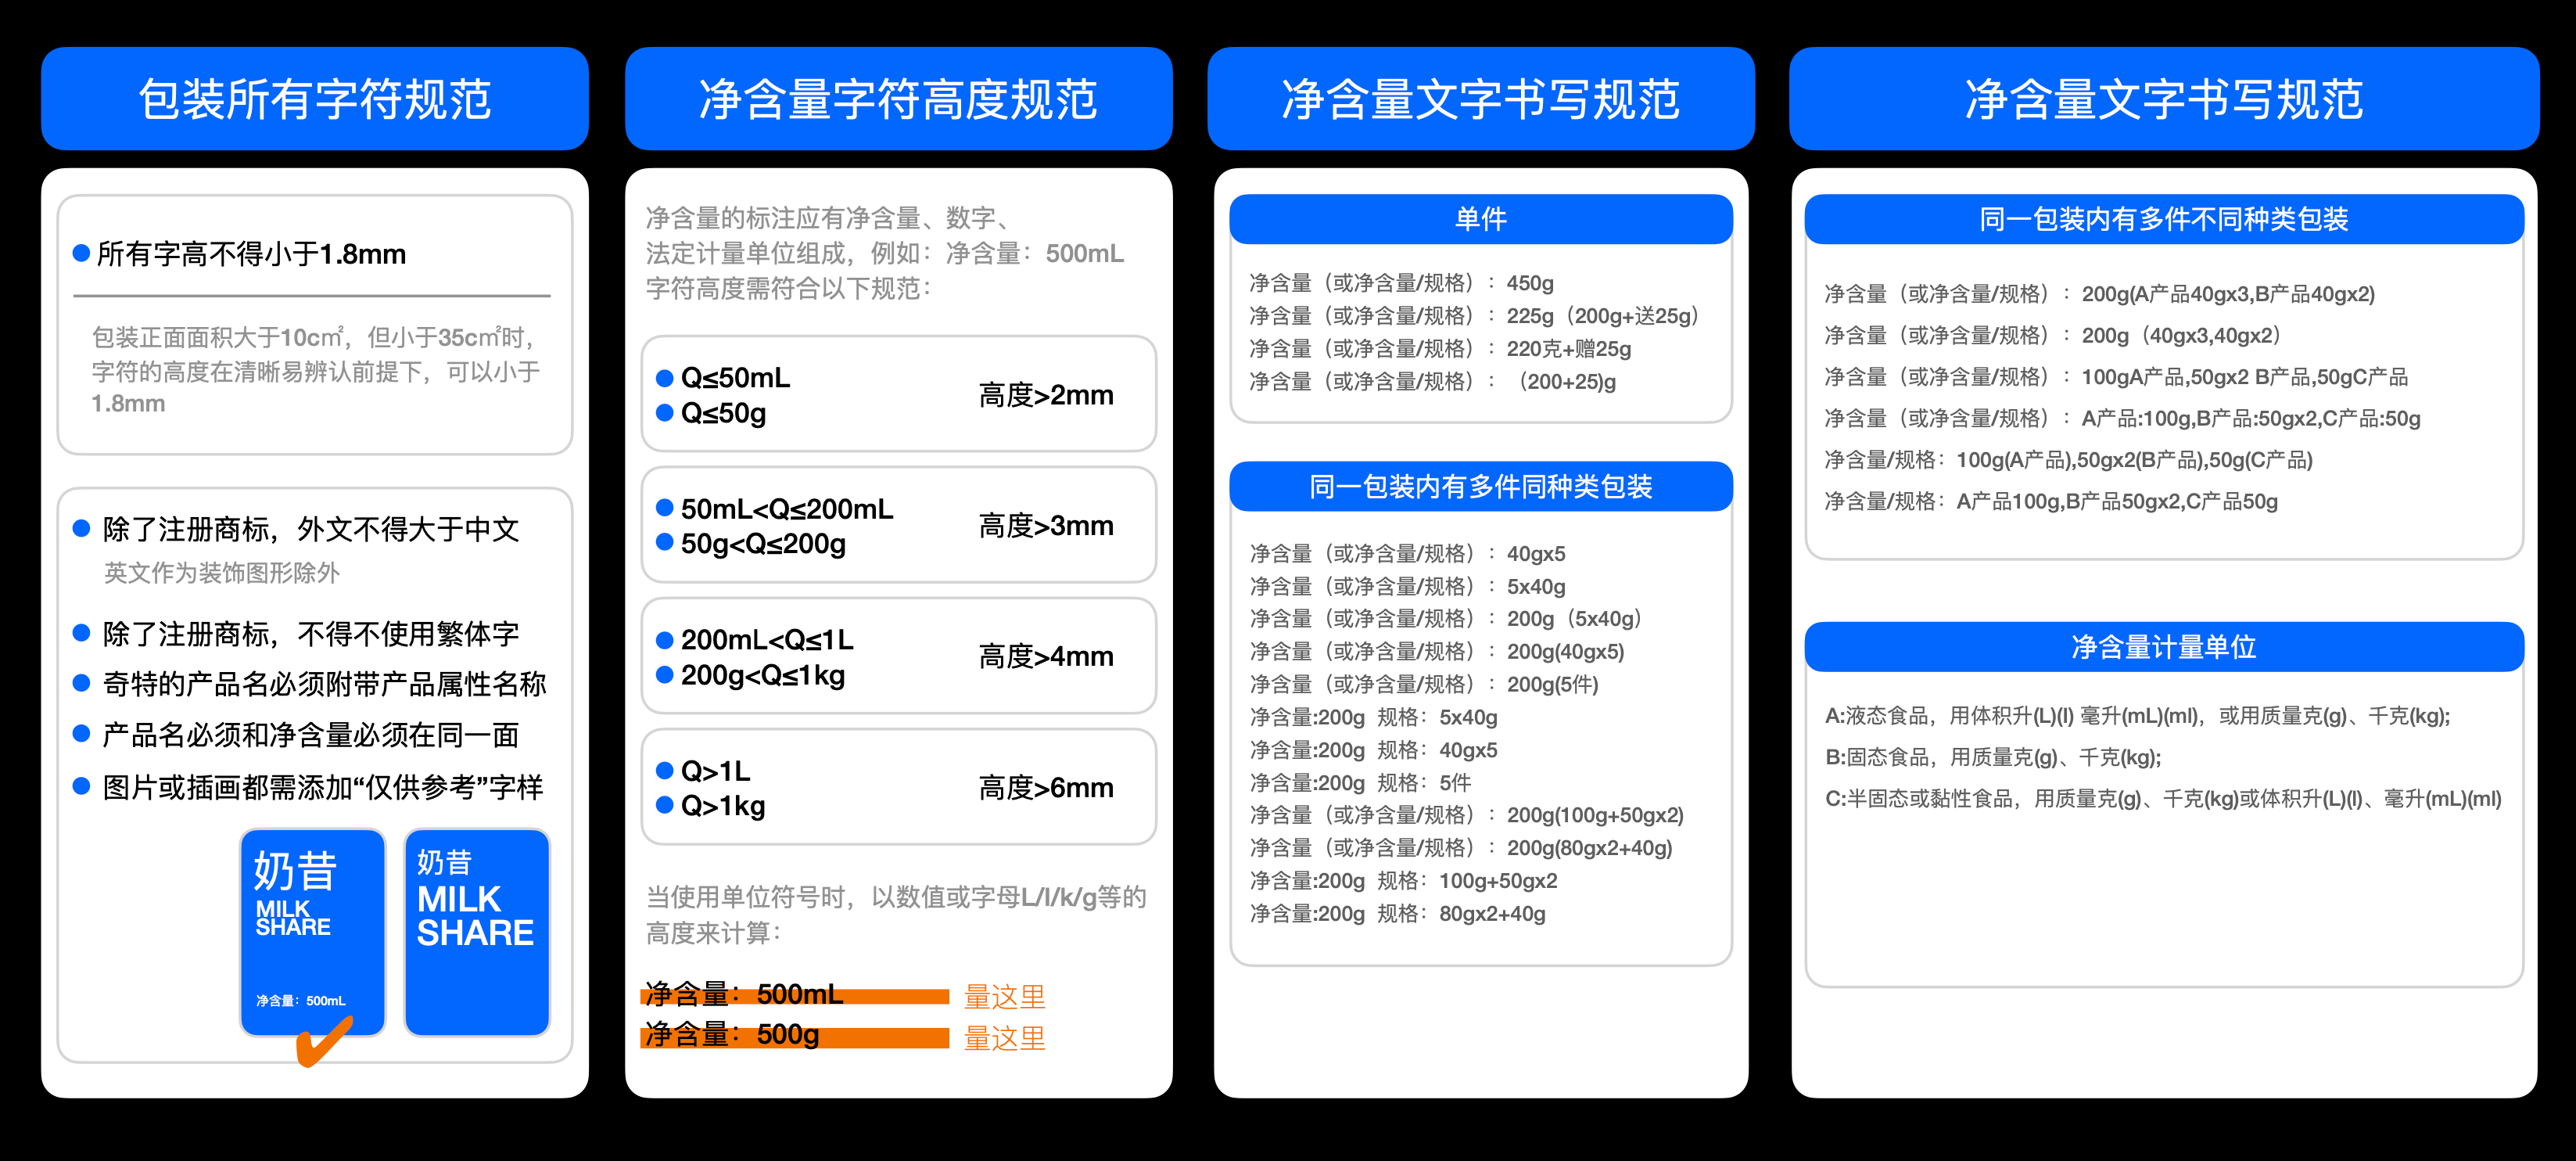 包装所有字符规范
所有字高不得小于1.8mm
包装正面面积大于10c㎡，但小于35c㎡时，
字符的高度在清晰易辨认前提下，可以小于
1.8mm
除了注册商标，外文不得大于中文
英文作为装饰图形除外
除了注册商标，不得不使用繁体字
奇特的产品名必须附带产品属性名称
产品名必须和净含量必须在同一面
图片或插画都需添加“仅供参考”字样
奶昔
MILK
SHARE
净含量：500mL
奶昔
MILK
SHARE
净含量字符高度规范
净含量的标注应有净含量、数字、
法定计量单位组成，例如：净含量：500mL
字符高度需符合以下规范：
Q≤50mL
Q≤50g
高度>2mm
50mL<Q≤200mL
50g<Q≤200g
高度>3mm
200mL<Q≤1L
200g<Q≤1kg
高度>4mm
Q>1L
Q>1kg
高度>6mm
当使用单位符号时，以数值或字母L/l/k/g等的
高度来计算：
净含量：500mL 量这里
净含量：500g 量这里
净含量文字书写规范
单件
净含量（或净含量/规格）：450g
净含量（或净含量/规格）：225g（200g+送25g）
净含量（或净含量/规格）：220克+赠25g
净含量（或净含量/规格）：（200+25)g
同一包装内有多件同种类包装
净含量（或净含量/规格）：40gx5
净含量（或净含量/规格）：5x40g
净含量（或净含量/规格）：200g（5x40g）
净含量（或净含量/规格）：200g(40gx5)
净含量（或净含量/规格）：200g(5件)
净含量:200g 规格：5x40g
净含量:200g 规格：40gx5
净含量:200g 规格：5件
净含量（或净含量/规格）：200g(100g+50gx2)
净含量（或净含量/规格）：200g(80gx2+40g)
净含量:200g 规格：100g+50gx2
净含量:200g 规格：80gx2+40g
净含量文字书写规范
同一包装内有多件不同种类包装
净含量（或净含量/规格）：200g(A产品40gx3,B产品40gx2)
净含量（或净含量/规格）：200g（40gx3,40gx2）
净含量（或净含量/规格）：100gA产品,50gx2 B产品,50gC产品
净含量（或净含量/规格）：A产品:100g,B产品:50gx2,C产品:50g
净含量/规格：100g(A产品),50gx2(B产品),50g(C产品)
净含量/规格：A产品100g,B产品50gx2,C产品50g
净含量计量单位
A:液态食品，用体积升(L)(l) 毫升(mL)(ml)，或用质量克(g)、千克(kg);
B:固态食品，用质量克(g)、千克(kg);
C:半固态或黏性食品，用质量克(g)、千克(kg)或体积升(L)(l)、毫升(mL)(ml)